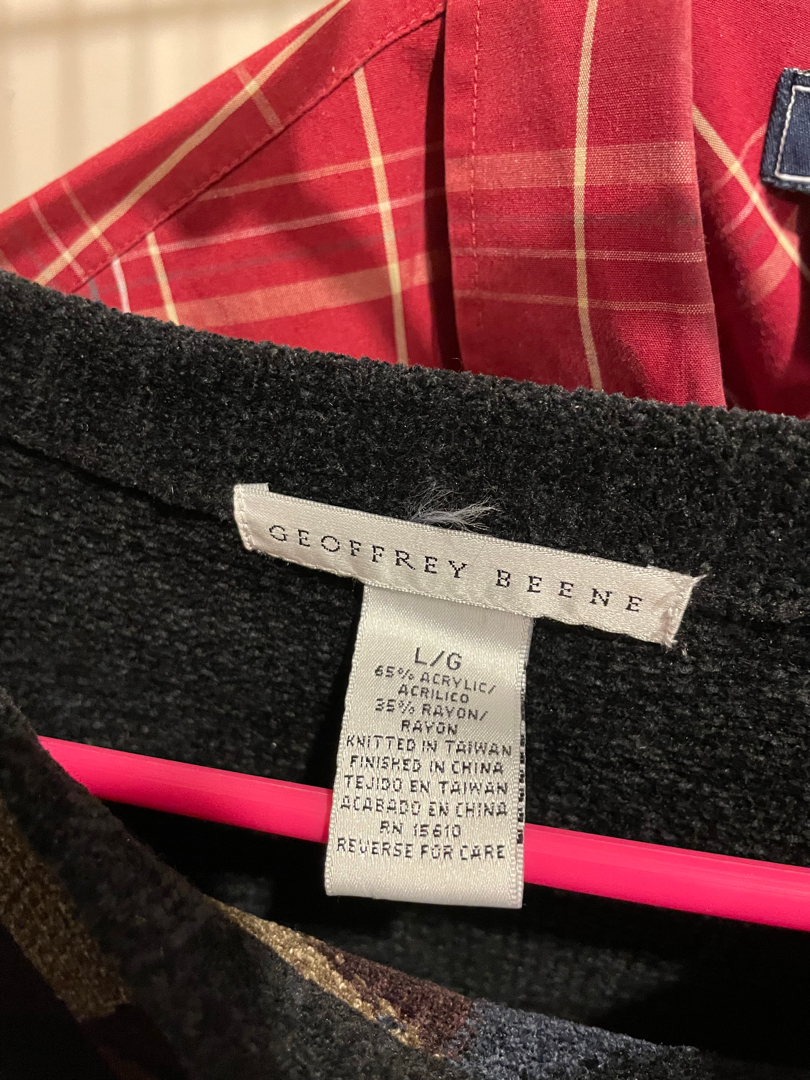 GEOFFREY BEENE
L/G
65% ACRYLIC/
ACRILICO
35% RAYON/
RAYON
KNITTED IN TAIWAN
FINISHED IN CHINA
TEJIDO EN TAIWAN
ACABADO EN CHINA
RN 15610
REVERSE FOR CARE